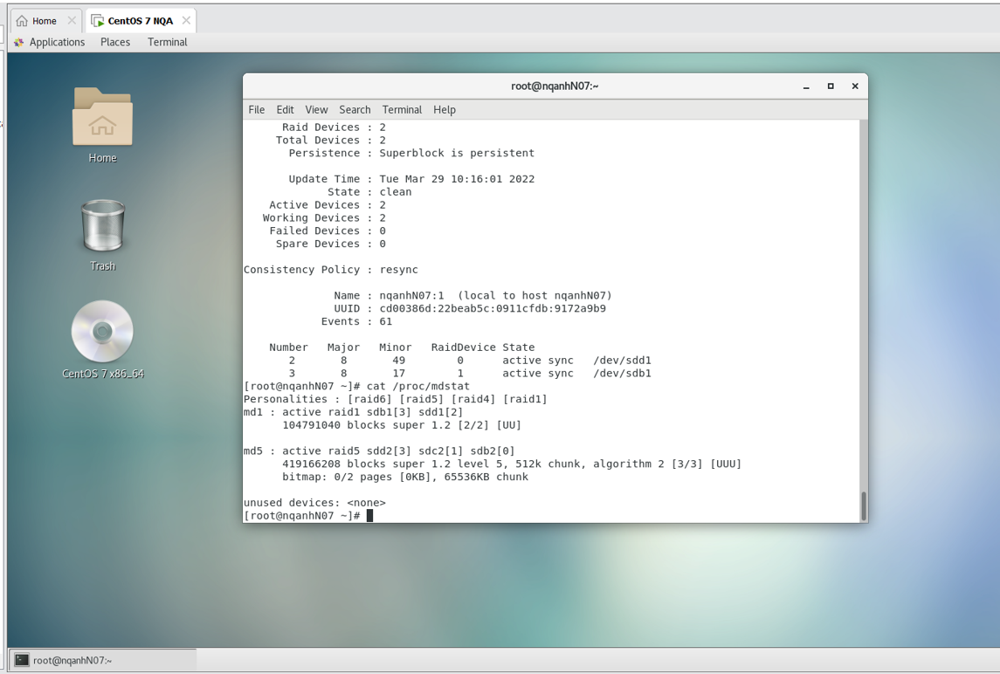 Home
CentOS 7 NQA
Applications Places Terminal
Home
Trash
CentOS 7 x86_64
root@nqanhN07:~
File Edit View Search Terminal Help
Raid Devices : 2
Total Devices : 2
Persistence : Superblock is persistent
Update Time : Tue Mar 29 10:16:01 2022
State : clean
Active Devices : 2
Working Devices : 2
Failed Devices : 0
Spare Devices : 0
Consistency Policy : resync
Name : nqanhN07:1 (local to host nqanhN07)
UUID : cd00386d:22beab5c:0911cfdb:9172a9b9
Events : 61
Number Major Minor RaidDevice State
2 8 49 0 active sync /dev/sdd1
3 8 17 1 active sync /dev/sdb1
[root@nqanhN07 ~]# cat /proc/mdstat
Personalities : [raid6] [raid5] [raid4] [raid1]
md1 : active raid1 sdb1[3] sdd1[2]
104791040 blocks super 1.2 [2/2] [UU]
md5 : active raid5 sdd2[3] sdc2[1] sdb2[0]
419166208 blocks super 1.2 level 5, 512k chunk, algorithm 2 [3/3] [UUU]
bitmap: 0/2 pages [0KB], 65536KB chunk
unused devices: <none>
[root@nqanhN07 ~]#
root@nqanhN07:~